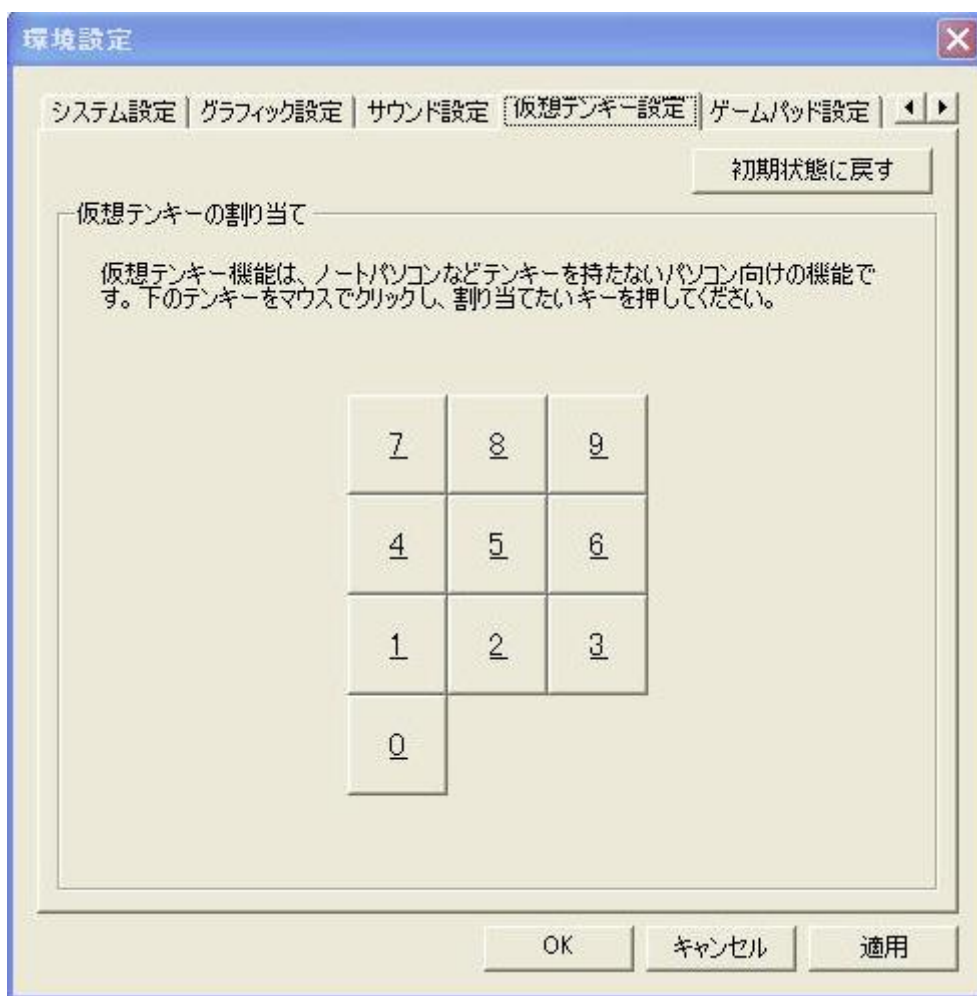 環境設定
システム設定 グラフィック設定 サウンド設定 仮想テンキー設定 ゲームパッド設定
初期状態に戻す
仮想テンキーの割り当て
仮想テンキー機能は、ノートパソコンなどテンキーを持たないパソコン向けの機能で
す。下のテンキーをマウスでクリックし、割り当てたいキーを押してください。
7 8 9
4 5 6
1 2 3
0
OK キャンセル 適用